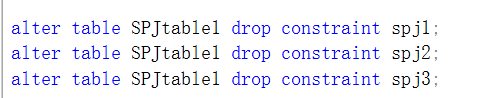 alter table SPJtable1 drop constraint spj1;
alter table SPJtable1 drop constraint spj2;
alter table SPJtable1 drop constraint spj3;